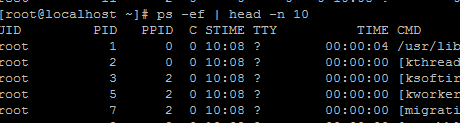 [root@localhost ~]# ps -ef | head -n 10
UID PID PPID C STIME TTY TIME CMD
root 1 0 0 10:08 ? 00:00:04 /usr/lib
root 2 0 0 10:08 ? 00:00:00 [kthread
root 3 2 0 10:08 ? 00:00:00 [ksoftir
root 5 2 0 10:08 ? 00:00:00 [kworker
root 7 2 0 10:08 ? 00:00:00 [migrati